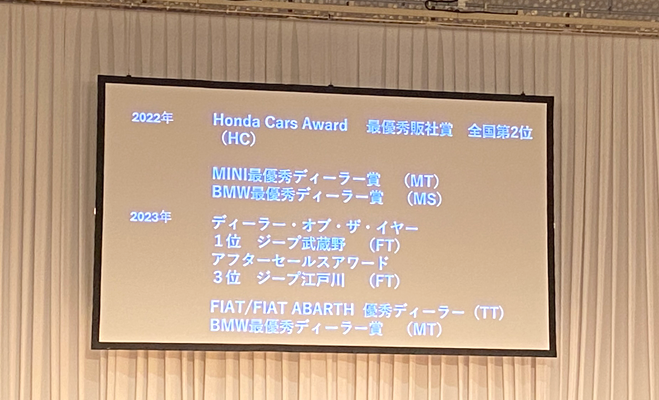 2022年 Honda Cars Award 最優秀販社賞 全国第2位
（HC）
MINI最優秀ディーラー賞 （MT）
BMW最優秀ディーラー賞 （MS）
2023年 ディーラー・オブ・ザ・イヤー
１位 ジープ武蔵野 （FT）
アフターセールスアワード
３位 ジープ江戸川 （FT）
FIAT/FIAT ABARTH 優秀ディーラー（TT）
BMW最優秀ディーラー賞 （MT）